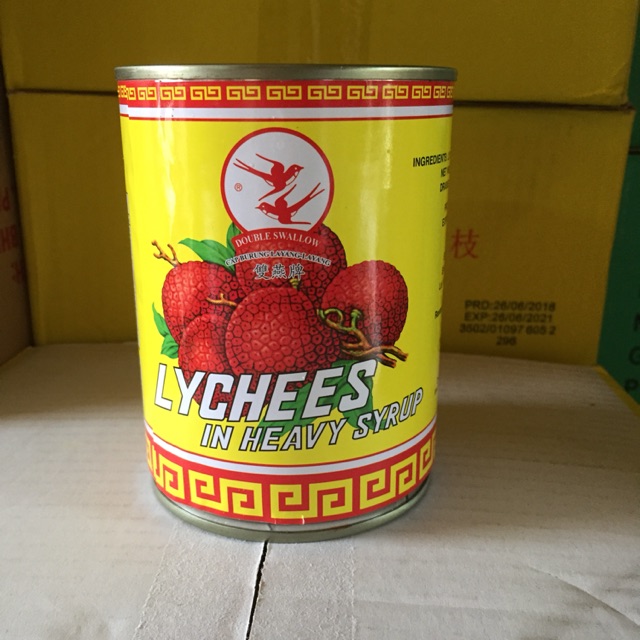 ®
DOUBLE SWALLOW
CAP BURUNG LAYANG-LAYANG
雙燕牌
LYCHEES
IN HEAVY SYRUP
INGREDIENTS
NET
枝
PRD:26/06/2018
EXP:26/06/2021